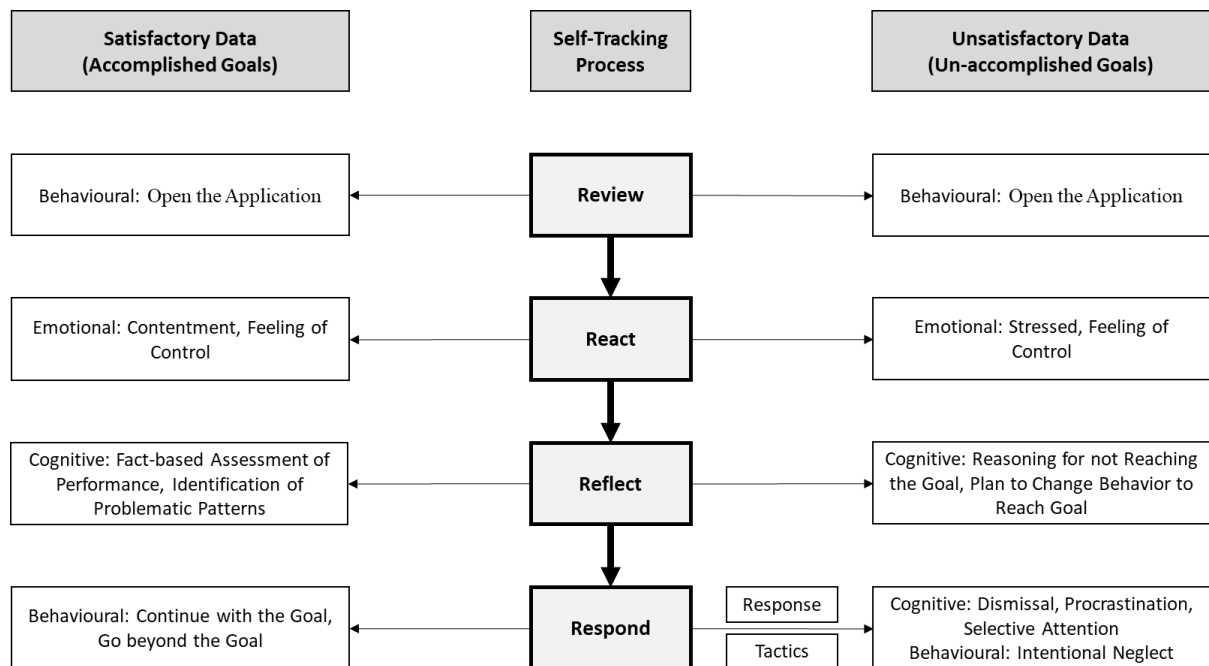 Satisfactory Data
(Accomplished Goals)
Self-Tracking
Process
Unsatisfactory Data
(Un-accomplished Goals)
Behavioural: Open the Application
Review
Behavioural: Open the Application
Emotional: Contentment, Feeling of
Control
React
Emotional: Stressed, Feeling of
Control
Cognitive: Fact-based Assessment of
Performance, Identification of
Problematic Patterns
Reflect
Cognitive: Reasoning for not Reaching
the Goal, Plan to Change Behavior to
Reach Goal
Behavioural: Continue with the Goal,
Go beyond the Goal
Respond
Response
Tactics
Cognitive: Dismissal, Procrastination,
Selective Attention
Behavioural: Intentional Neglect